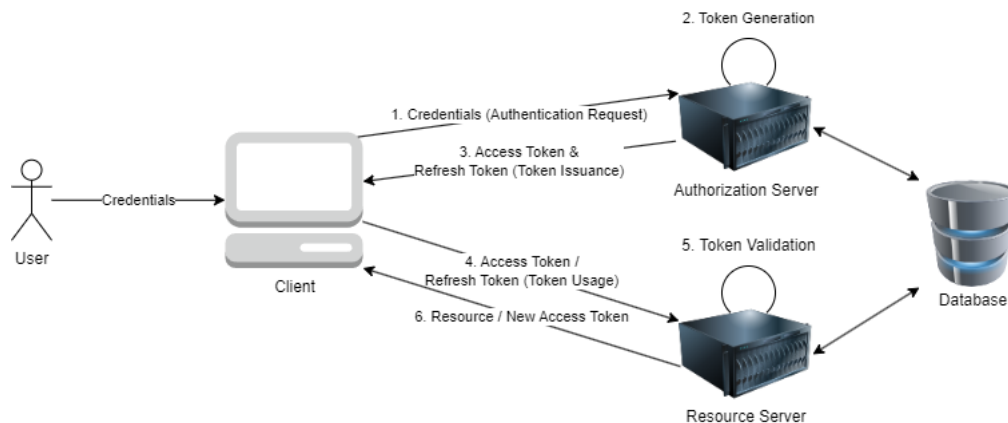 2. Token Generation
1. Credentials (Authentication Request)
3. Access Token &
Refresh Token (Token Issuance)
Authorization Server
Credentials
User
Client
4. Access Token /
Refresh Token (Token Usage)
5. Token Validation
6. Resource / New Access Token
Database
Resource Server